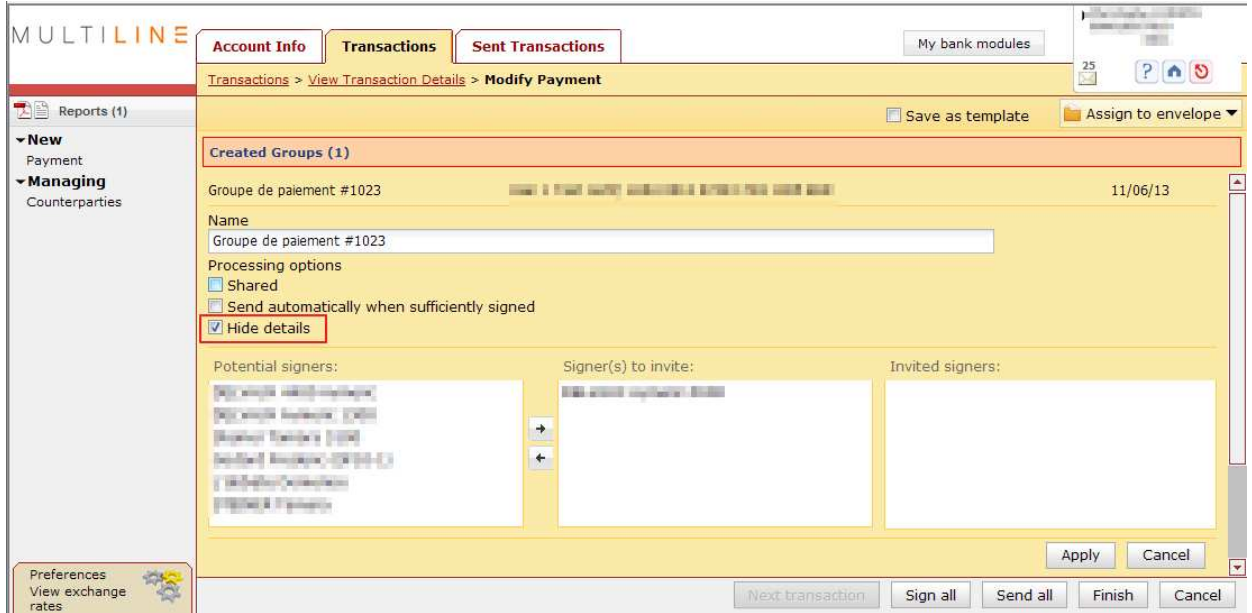 MULTILINE
Account Info
Transactions
Sent Transactions
My bank modules
Transactions > View Transaction Details > Modify Payment
25
?
Reports (1)
Save as template
Assign to envelope
New
Payment
Managing
Counterparties
Created Groups (1)
Groupe de paiement #1023
11/06/13
Name
Groupe de paiement #1023
Processing options
Shared
Send automatically when sufficiently signed
Hide details
Potential signers:
Signer(s) to invite:
Invited signers:
Apply
Cancel
Preferences
View exchange
rates
Next transaction
Sign all
Send all
Finish
Cancel